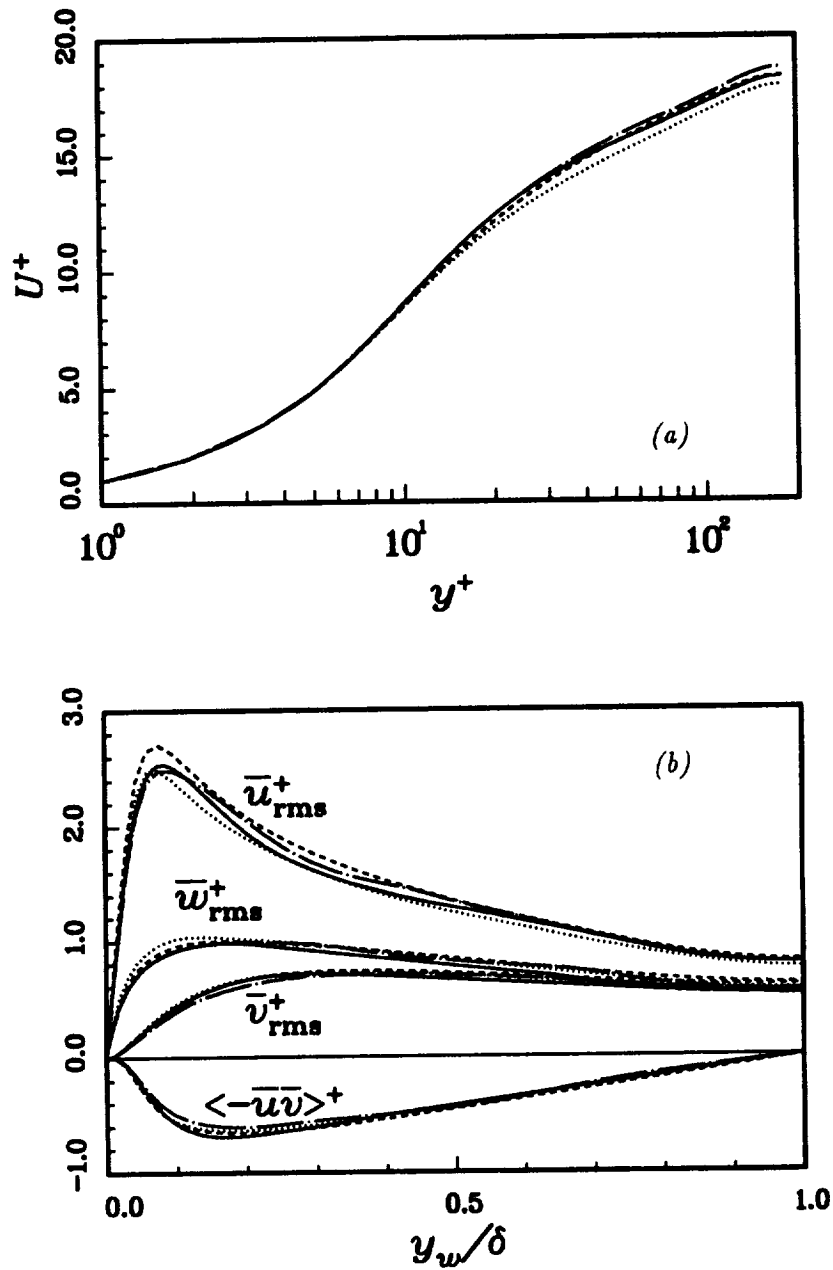 20.0
15.0
U⁺
10.0
5.0
(a)
0.0
10⁰ 10¹ 10²
y⁺
3.0
(b)
u̅⁺rms
2.0
w̅⁺rms
1.0
v̅⁺rms
0.0
<−u̅v̅>⁺
−1.0
0.0 0.5 1.0
y_w/δ